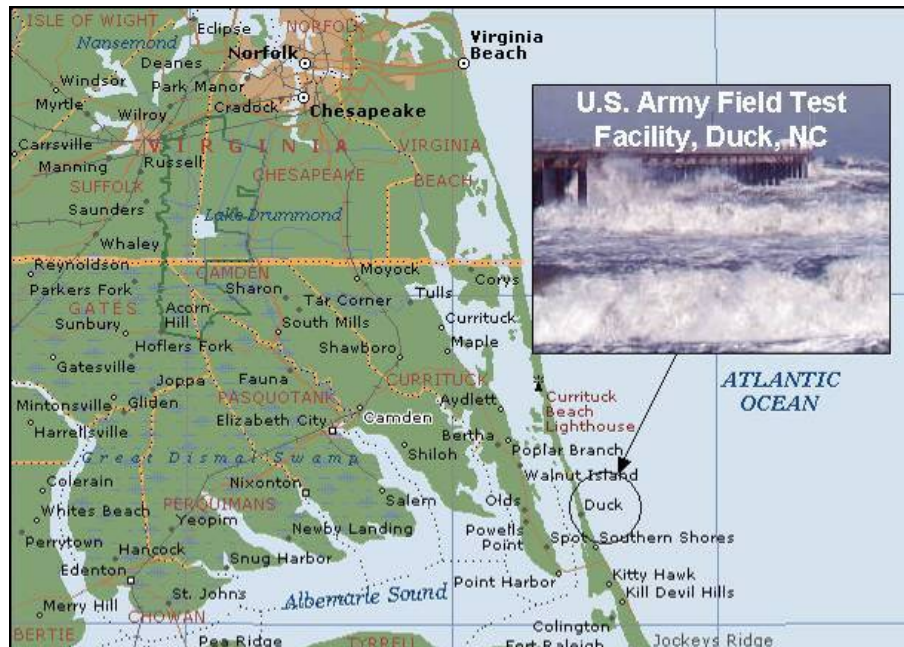 ISLE OF WIGHT
NORFOLK
Eclipse
Nansemond
Norfolk
Virginia
Beach
Deanes
Windsor
Park Manor
Myrtle
Cradock
Chesapeake
Wilroy
Carrsville
VIRGINIA
VIRGINIA
Manning
Russell
CHESAPEAKE
BEACH
SUFFOLK
Saunders
Lake Drummond
Whaley
Reynoldson
CAMDEN
Moyock
Corys
Parkers Fork
Sharon
Tulls
GATES
Acorn
Hill
Tar Corner
Sunbury
South Mills
Currituck
Hoflers Fork
Shawboro
Maple
Gatesville
Joppa
Fauna
CURRITUCK
Mintonsville
Gliden
PASQUOTANK
Aydlett
Currituck
Beach
Lighthouse
Elizabeth City
Camden
Harrellsville
Bertha
Poplar Branch
Great Dismal Swamp
Shiloh
Walnut Island
Colerain
Nixonton
Salem
Olds
Duck
Whites Beach
PERQUIMANS
Yeopim
Newby Landing
Powells
Point
Perrytown
Hancock
Spot
Southern Shores
Edenton
Snug Harbor
Point Harbor
Kitty Hawk
Merry Hill
St. John's
Albemarle Sound
Kill Devil Hills
CHOWAN
Colington
BERTIE
Pea Ridge
TYRRELL
Fort Raleigh
Jockeys Ridge
U.S. Army Field Test
Facility, Duck, NC
ATLANTIC
OCEAN